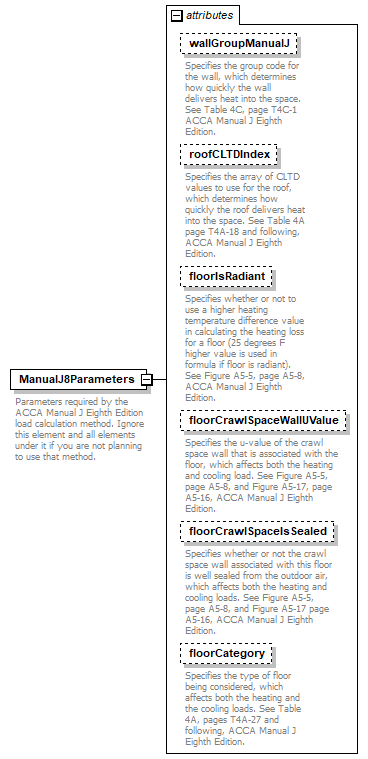 attributes
wallGroupManualJ
Specifies the group code for
the wall, which determines
how quickly the wall
delivers heat into the space.
See Table 4C, page T4C-1
ACCA Manual J Eighth
Edition.
roofCLTDIndex
Specifies the array of CLTD
values to use for the roof,
which determines how
quickly the roof delivers heat
into the space. See Table 4A
page T4A-18 and following,
ACCA Manual J Eighth
Edition.
floorIsRadiant
Specifies whether or not to
use a higher heating
temperature difference value
in calculating the heating loss
for a floor (25 degrees F
higher value is used in
formula if floor is radiant).
See Figure A5-5, page A5-8,
ACCA Manual J Eighth
Edition.
ManualJ8Parameters
Parameters required by the
ACCA Manual J Eighth Edition
load calculation method. Ignore
this element and all elements
under it if you are not planning
to use that method.
floorCrawlSpaceWallUValue
Specifies the u-value of the crawl
space wall that is associated with the
floor, which affects both the heating
and cooling load. See Figure A5-5,
page A5-8, and Figure A5-17, page
A5-16, ACCA Manual J Eighth
Edition.
floorCrawlSpaceIsSealed
Specifies whether or not the crawl
space wall associated with this floor
is well sealed from the outdoor air,
which affects both the heating and
cooling loads. See Figure A5-5,
page A5-8, and Figure A5-17 page
A5-16, ACCA Manual J Eighth
Edition.
floorCategory
Specifies the type of floor
being considered, which
affects both the heating and
the cooling loads. See Table
4A, pages T4A-27 and
following, ACCA Manual J
Eighth Edition.